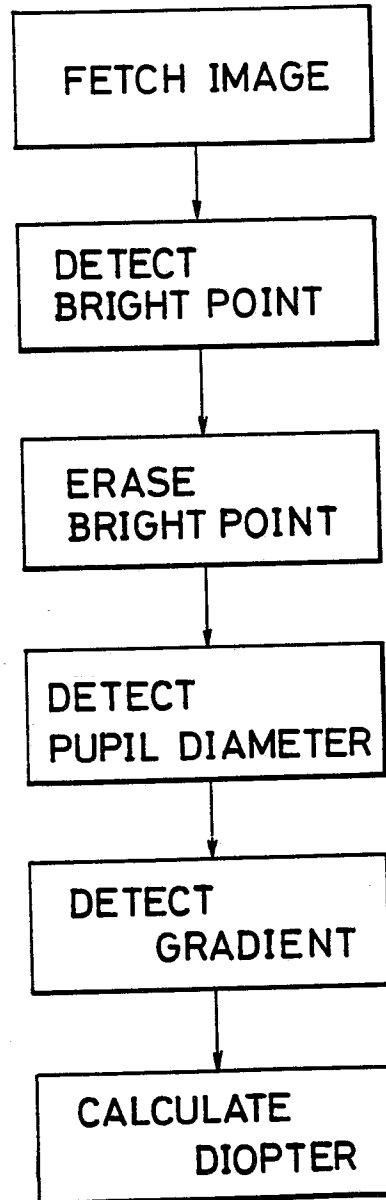 FETCH IMAGE
DETECT
BRIGHT POINT
ERASE
BRIGHT POINT
DETECT
PUPIL DIAMETER
DETECT
GRADIENT
CALCULATE
DIOPTER